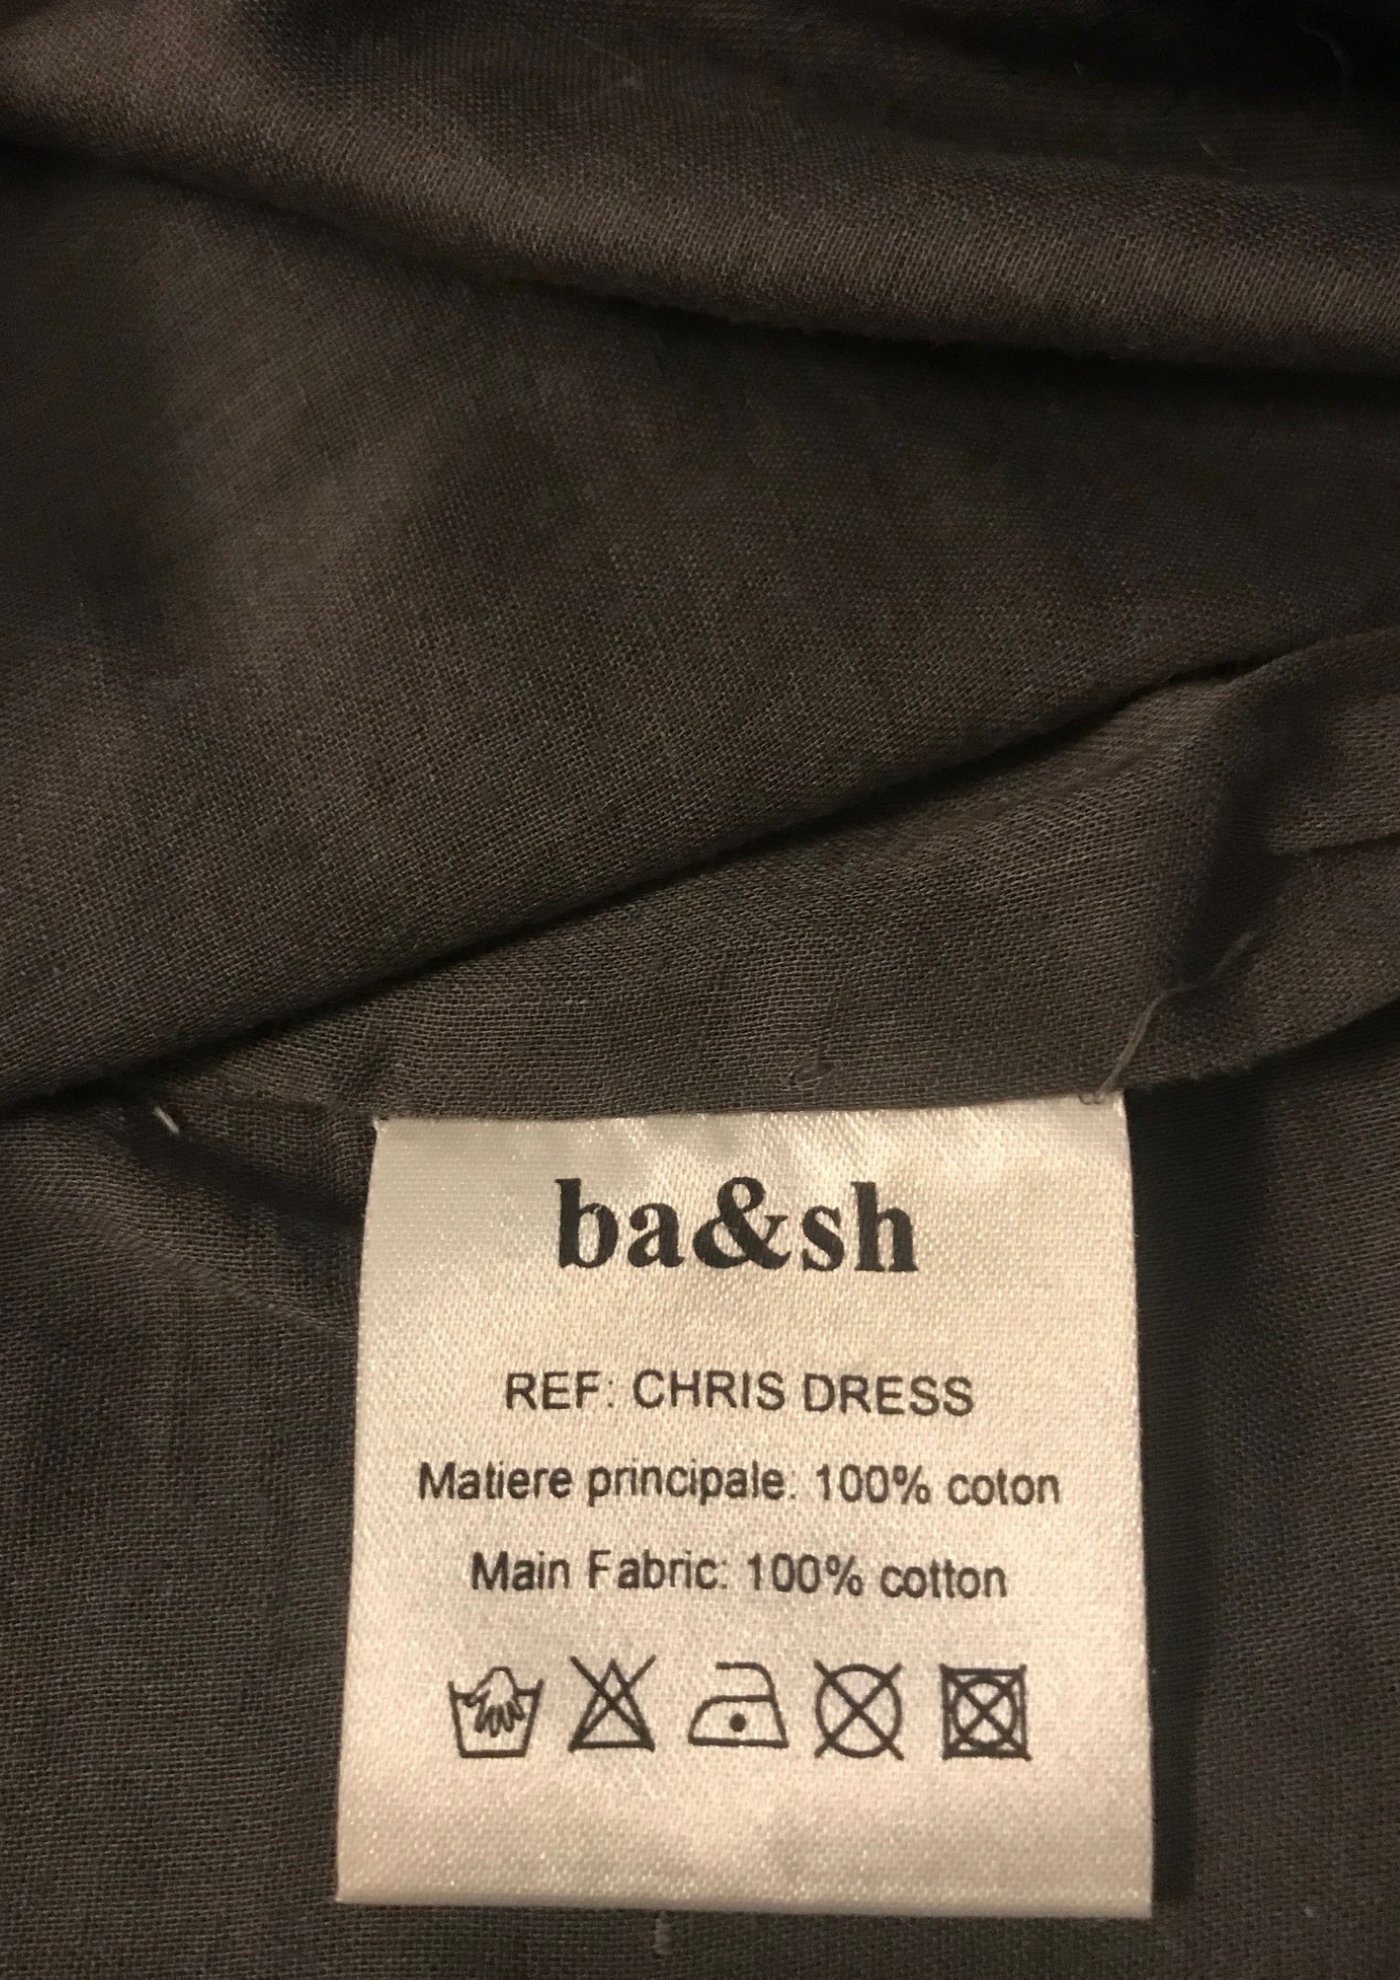 ba&sh
REF: CHRIS DRESS
Matiere principale: 100% coton
Main Fabric: 100% cotton